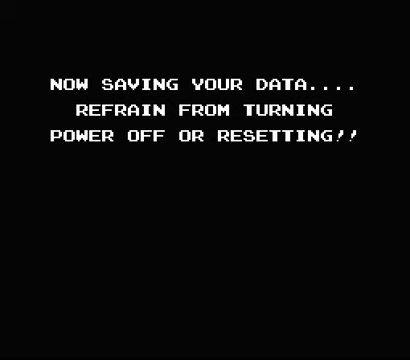 NOW SAVING YOUR DATA....
REFRAIN FROM TURNING
POWER OFF OR RESETTING!!